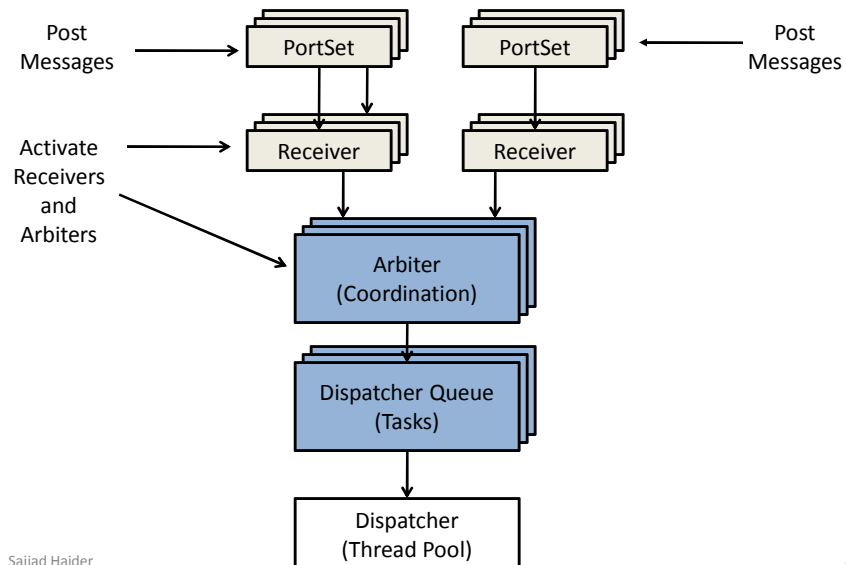 Post
Messages
PortSet
PortSet
Post
Messages
Activate
Receivers
and
Arbiters
Receiver
Receiver
Arbiter
(Coordination)
Dispatcher Queue
(Tasks)
Dispatcher
(Thread Pool)
Sajjad Haider